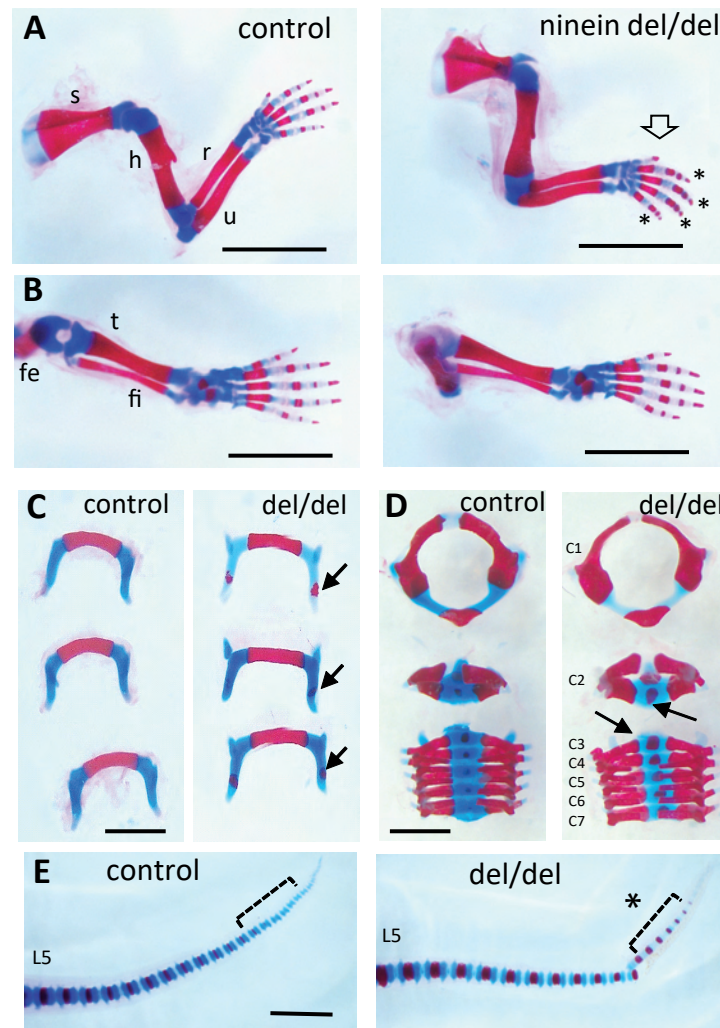 A control ninein del/del
s
h
r
u
* * * *
B
t
fe
fi
C control del/del D control del/del
C1
C2
C3
C4
C5
C6
C7
E control del/del
*
L5 L5